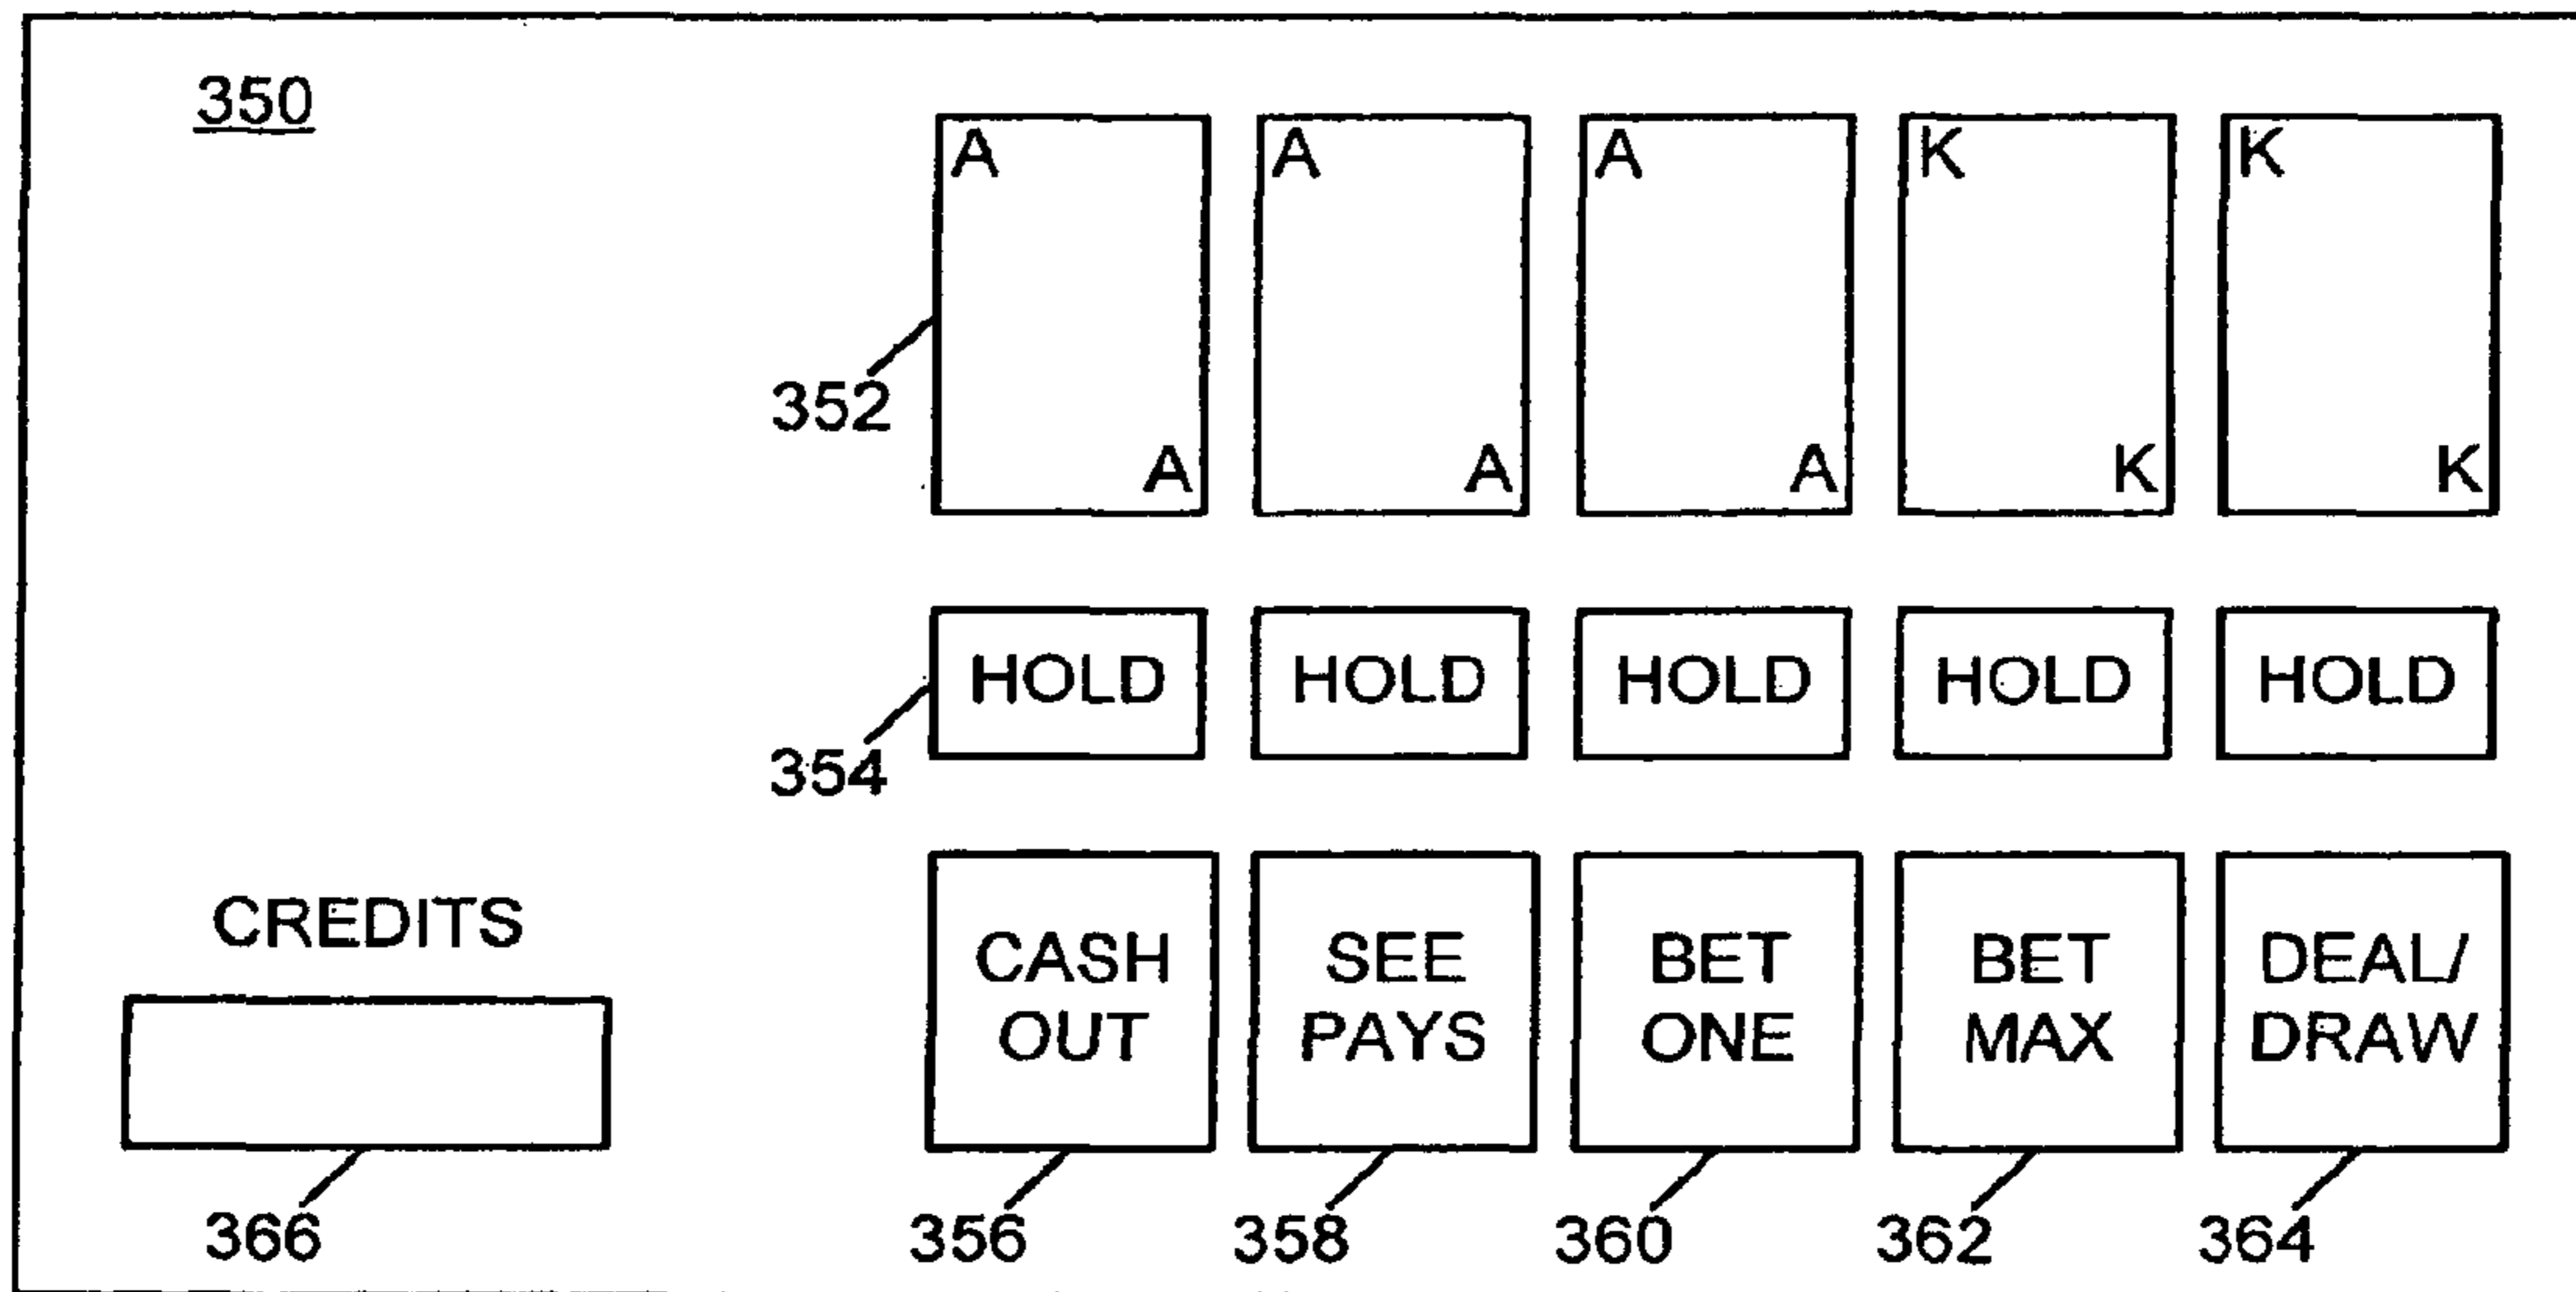 350
A A A K K
352
A A A K K
HOLD HOLD HOLD HOLD HOLD
354
CREDITS
CASH OUT
SEE PAYS
BET ONE
BET MAX
DEAL/ DRAW
366 356 358 360 362 364